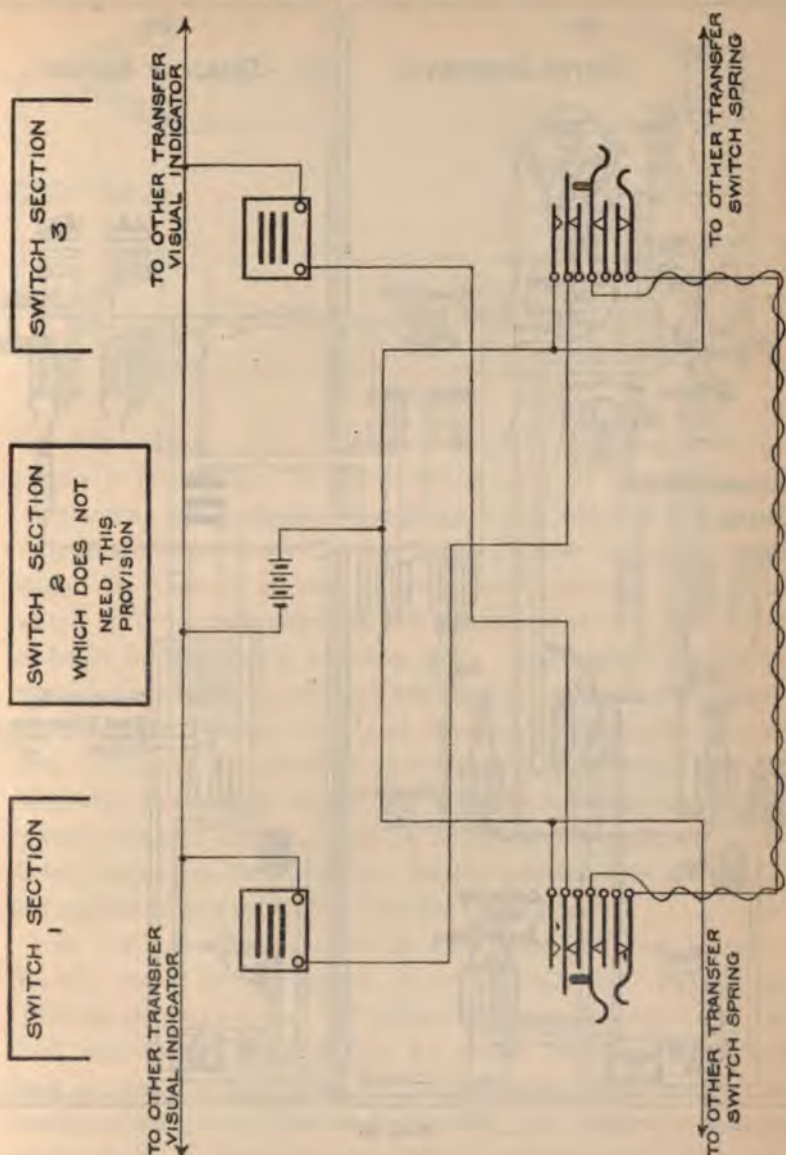 SWITCH SECTION
1
SWITCH SECTION
2
WHICH DOES NOT
NEED THIS
PROVISION
SWITCH SECTION
3
TO OTHER TRANSFER
VISUAL INDICATOR
TO OTHER TRANSFER
VISUAL INDICATOR
TO OTHER TRANSFER
SWITCH SPRING
TO OTHER TRANSFER
SWITCH SPRING